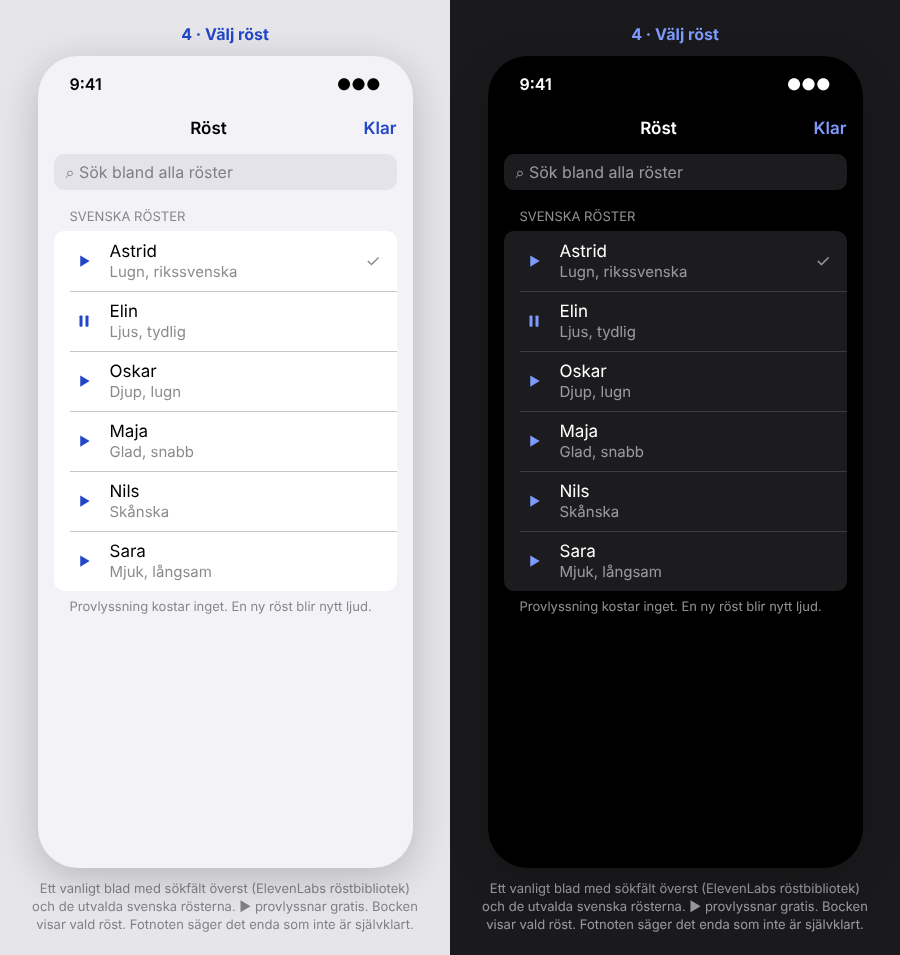 4 · Välj röst
9:41
Röst
Klar
Sök bland alla röster
SVENSKA RÖSTER
Astrid
Lugn, rikssvenska
Elin
Ljus, tydlig
Oskar
Djup, lugn
Maja
Glad, snabb
Nils
Skånska
Sara
Mjuk, långsam
Provlyssning kostar inget. En ny röst blir nytt ljud.
Ett vanligt blad med sökfält överst (ElevenLabs röstbibliotek)
och de utvalda svenska rösterna. ▶ provlyssnar gratis. Bocken
visar vald röst. Fotnoten säger det enda som inte är självklart.
4 · Välj röst
9:41
Röst
Klar
Sök bland alla röster
SVENSKA RÖSTER
Astrid
Lugn, rikssvenska
Elin
Ljus, tydlig
Oskar
Djup, lugn
Maja
Glad, snabb
Nils
Skånska
Sara
Mjuk, långsam
Provlyssning kostar inget. En ny röst blir nytt ljud.
Ett vanligt blad med sökfält överst (ElevenLabs röstbibliotek)
och de utvalda svenska rösterna. ▶ provlyssnar gratis. Bocken
visar vald röst. Fotnoten säger det enda som inte är självklart.